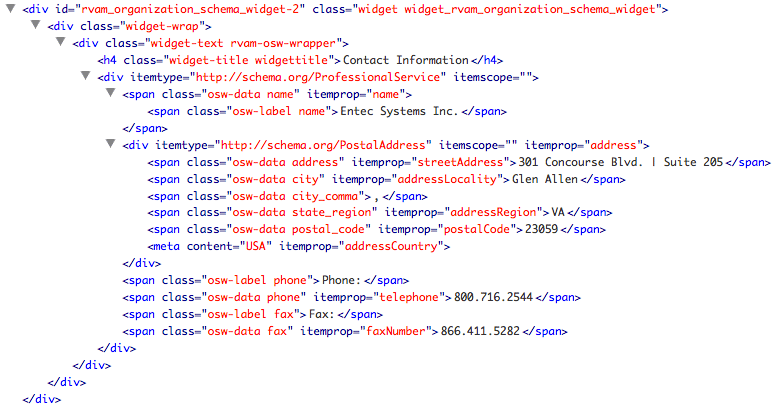 <div id="rvam_organization_schema_widget-2" class="widget widget_rvam_organization_schema_widget">
<div class="widget-wrap">
<div class="widget-text rvam-osw-wrapper">
<h4 class="widget-title widgettitle">Contact Information</h4>
<div itemtype="http://schema.org/ProfessionalService" itemscope="">
<span class="osw-data name" itemprop="name">
<span class="osw-label name">Entec Systems Inc.</span>
</span>
<div itemtype="http://schema.org/PostalAddress" itemscope="" itemprop="address">
<span class="osw-data address" itemprop="streetAddress">301 Concourse Blvd. | Suite 205</span>
<span class="osw-data city" itemprop="addressLocality">Glen Allen</span>
<span class="osw-data city_comma">,</span>
<span class="osw-data state_region" itemprop="addressRegion">VA</span>
<span class="osw-data postal_code" itemprop="postalCode">23059</span>
<meta content="USA" itemprop="addressCountry">
</div>
<span class="osw-label phone">Phone:</span>
<span class="osw-data phone" itemprop="telephone">800.716.2544</span>
<span class="osw-label fax">Fax:</span>
<span class="osw-data fax" itemprop="faxNumber">866.411.5282</span>
</div>
</div>
</div>
</div>